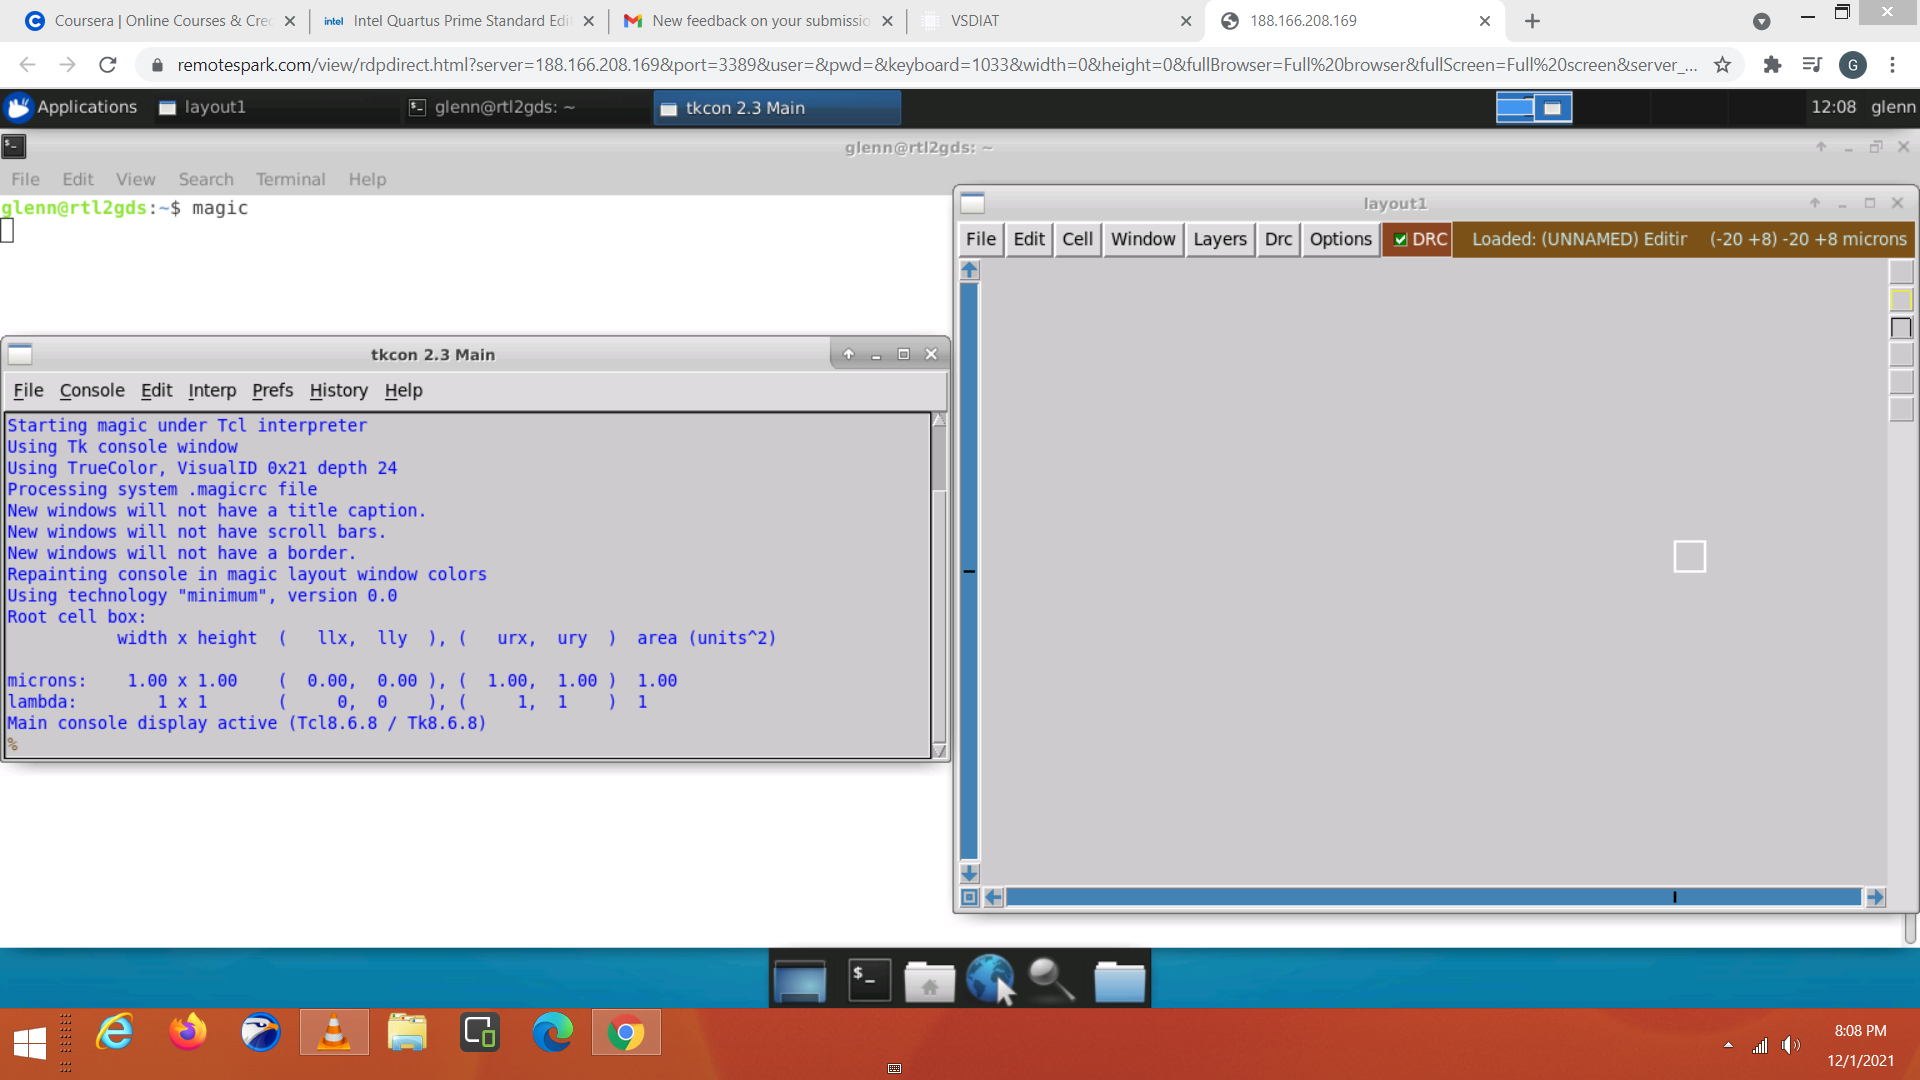 Coursera | Online Courses & Cred
intel Intel Quartus Prime Standard Edi
New feedback on your submissio
VSDIAT
188.166.208.169
remotespark.com/view/rdpdirect.html?server=188.166.208.169&port=3389&user=&pwd=&keyboard=1033&width=0&height=0&fullBrowser=Full%20browser&fullScreen=Full%20screen&server_...
G
Applications
layout1
glenn@rtl2gds: ~
tkcon 2.3 Main
12:08 glenn
glenn@rtl2gds: ~
File Edit View Search Terminal Help
glenn@rtl2gds:~$ magic
layout1
File Edit Cell Window Layers Drc Options DRC Loaded: (UNNAMED) Editir (-20 +8) -20 +8 microns
tkcon 2.3 Main
File Console Edit Interp Prefs History Help
Starting magic under Tcl interpreter
Using Tk console window
Using TrueColor, VisualID 0x21 depth 24
Processing system .magicrc file
New windows will not have a title caption.
New windows will not have scroll bars.
New windows will not have a border.
Repainting console in magic layout window colors
Using technology "minimum", version 0.0
Root cell box:
width x height ( llx, lly ), ( urx, ury ) area (units^2)
microns: 1.00 x 1.00 ( 0.00, 0.00 ), ( 1.00, 1.00 ) 1.00
lambda: 1 x 1 ( 0, 0 ), ( 1, 1 ) 1
Main console display active (Tcl8.6.8 / Tk8.6.8)
%
$_
8:08 PM
12/1/2021